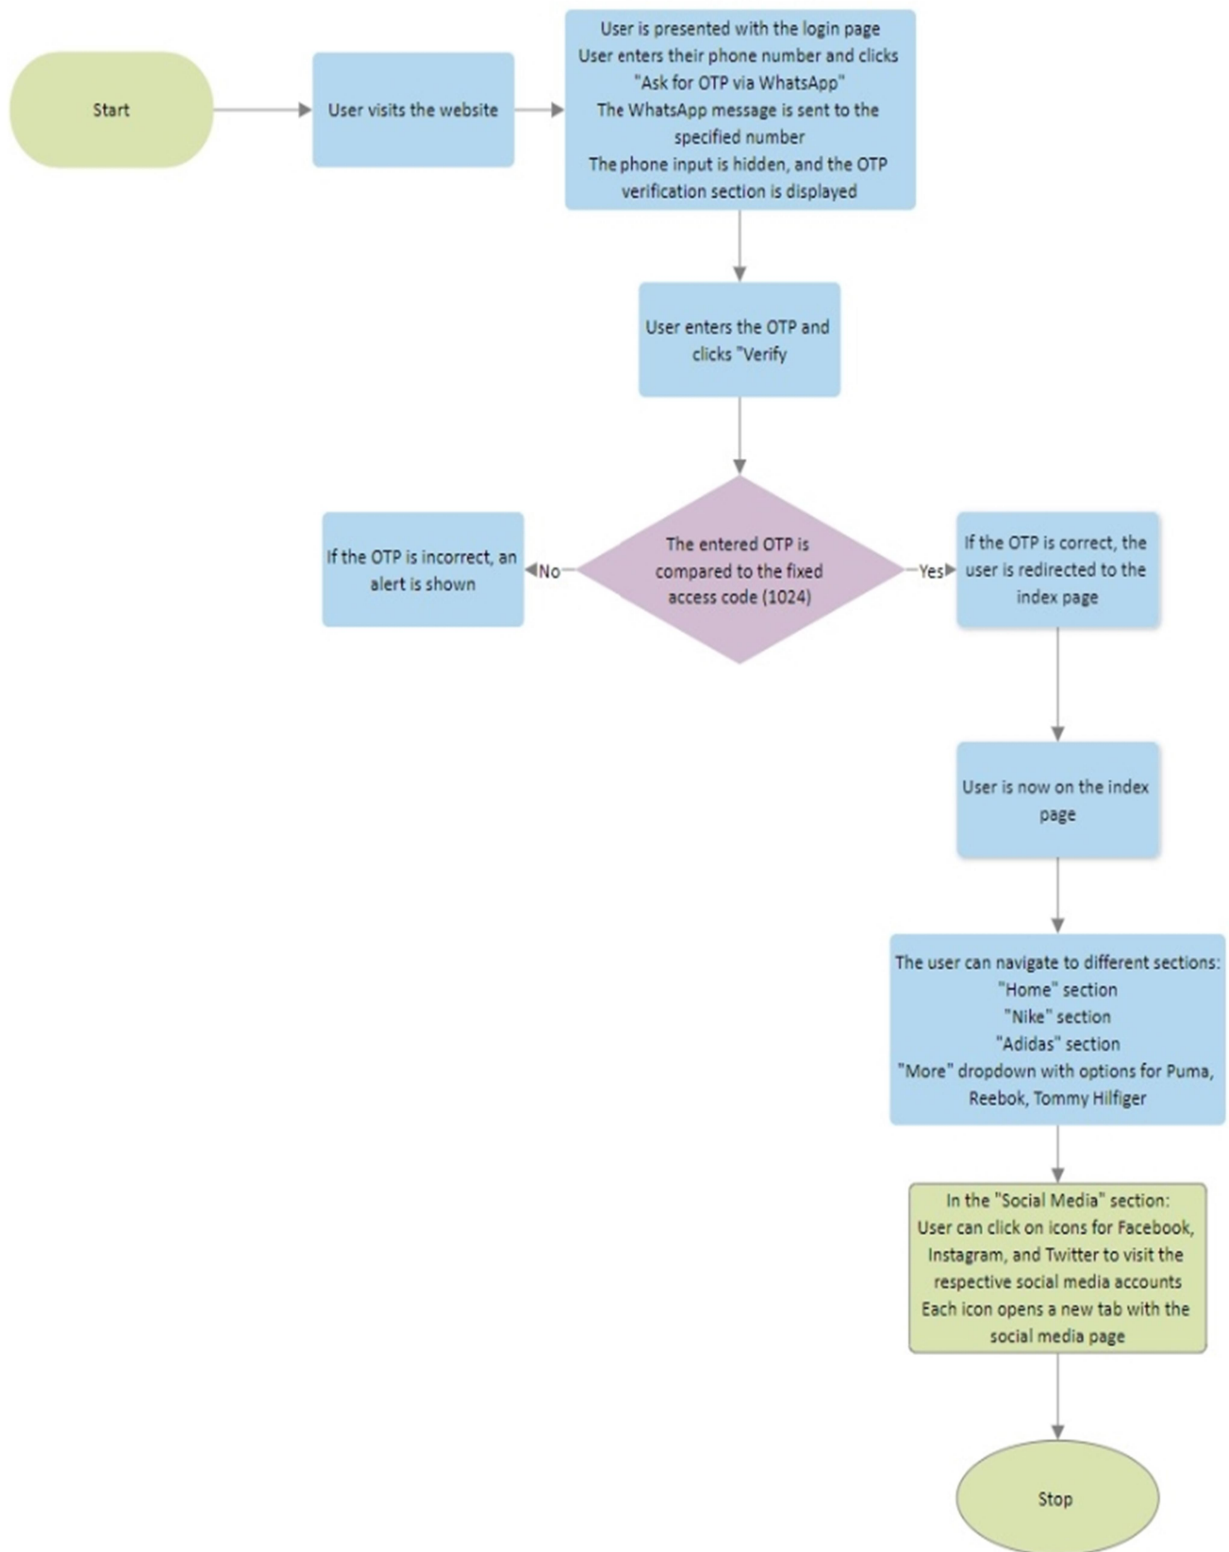 Start
User visits the website
User is presented with the login page
User enters their phone number and clicks
"Ask for OTP via WhatsApp"
The WhatsApp message is sent to the
specified number
The phone input is hidden, and the OTP
verification section is displayed
User enters the OTP and
clicks "Verify
The entered OTP is
compared to the fixed
access code (1024)
No
If the OTP is incorrect, an
alert is shown
Yes
If the OTP is correct, the
user is redirected to the
index page
User is now on the index
page
The user can navigate to different sections:
"Home" section
"Nike" section
"Adidas" section
"More" dropdown with options for Puma,
Reebok, Tommy Hilfiger
In the "Social Media" section:
User can click on icons for Facebook,
Instagram, and Twitter to visit the
respective social media accounts
Each icon opens a new tab with the
social media page
Stop